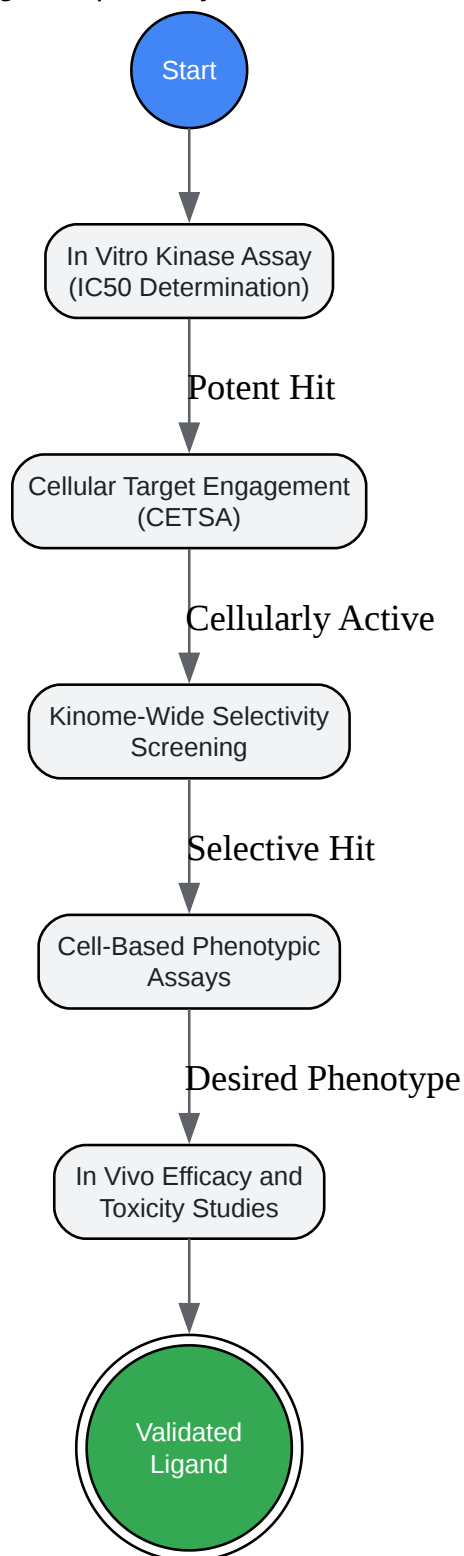 Start
In Vitro Kinase Assay
(IC50 Determination)
Potent Hit
Cellular Target Engagement
(CETSA)
Cellularly Active
Kinome-Wide Selectivity
Screening
Selective Hit
Cell-Based Phenotypic
Assays
Desired Phenotype
In Vivo Efficacy and
Toxicity Studies
Validated
Ligand